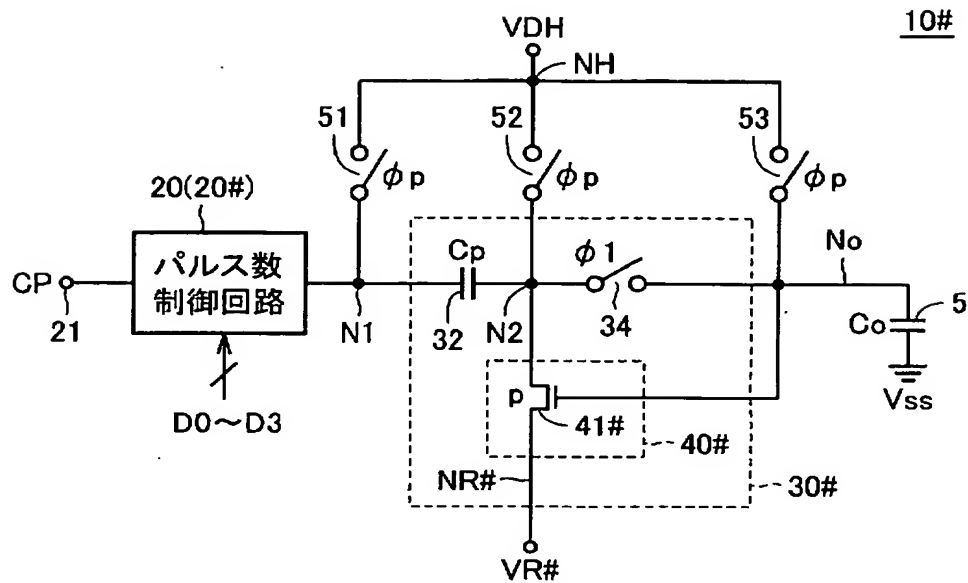 10#
VDH
NH
51
52
53
φp
φp
φp
20(20#)
CP
21
パルス数
制御回路
D0～D3
N1
Cp
32
N2
φ1
34
No
Co
5
Vss
p
41#
40#
NR#
30#
VR#